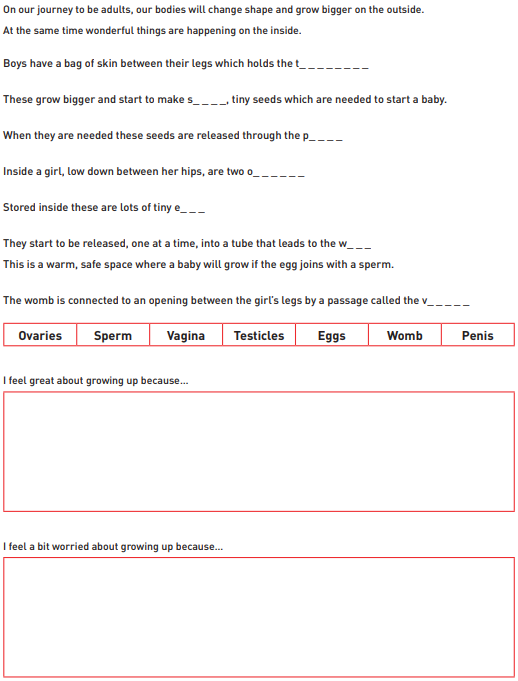 On our journey to be adults, our bodies will change shape and grow bigger on the outside.
At the same time wonderful things are happening on the inside.
Boys have a bag of skin between their legs which holds the t_ _ _ _ _ _ _ _
These grow bigger and start to make s_ _ _ _, tiny seeds which are needed to start a baby.
When they are needed these seeds are released through the p_ _ _ _
Inside a girl, low down between her hips, are two o_ _ _ _ _ _
Stored inside these are lots of tiny e_ _ _
They start to be released, one at a time, into a tube that leads to the w_ _ _
This is a warm, safe space where a baby will grow if the egg joins with a sperm.
The womb is connected to an opening between the girl's legs by a passage called the v_ _ _ _ _
Ovaries Sperm Vagina Testicles Eggs Womb Penis
I feel great about growing up because...
I feel a bit worried about growing up because...